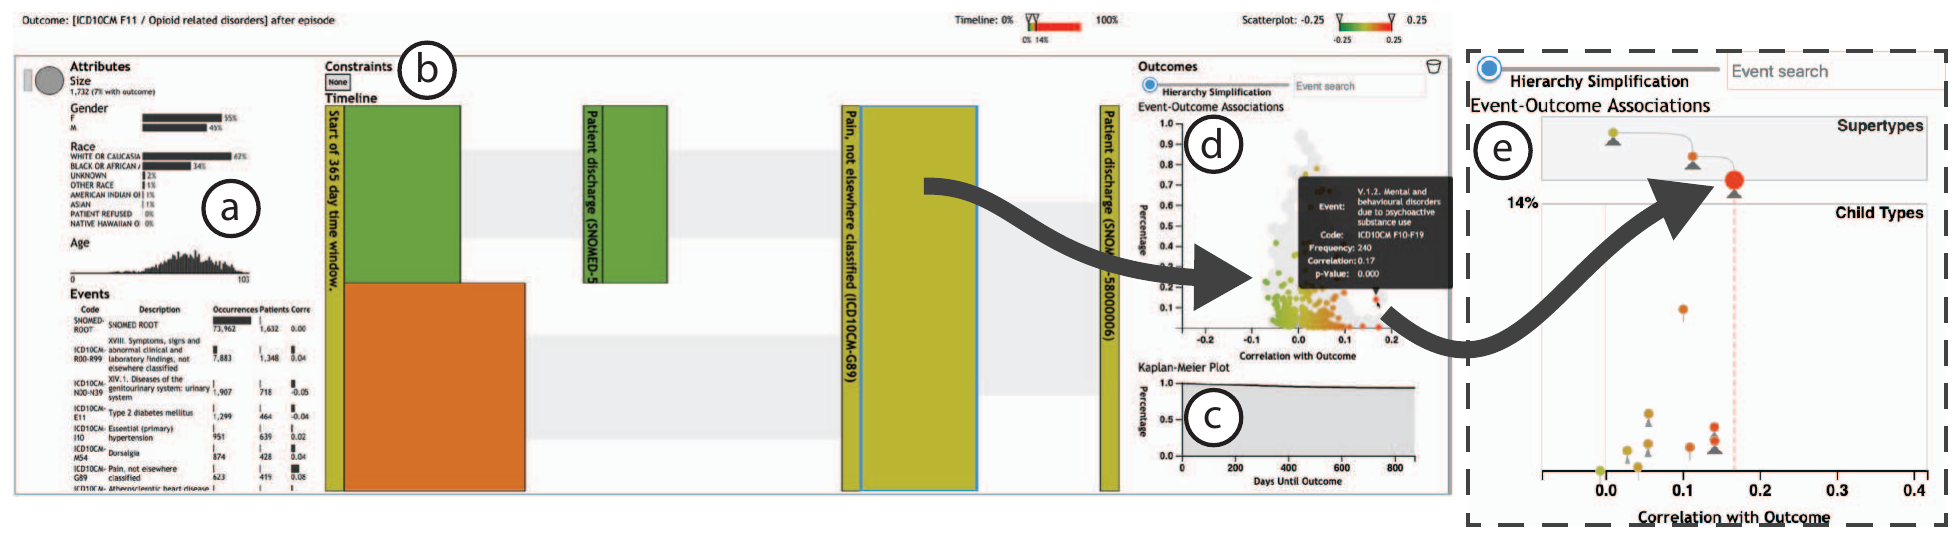 Outcome: [ICD10CM F11 / Opioid related disorders] after episode
Timeline: 0%
100%
0% 14%
Scatterplot: -0.25
0.25
-0.25
0.25
Attributes
Size
1,732 (7% with outcome)
Gender
F
55%
M
45%
Race
WHITE OR CAUCASIA
62%
BLACK OR AFRICAN A
34%
UNKNOWN
2%
OTHER RACE
1%
AMERICAN INDIAN O
1%
ASIAN
1%
PATIENT REFUSED
0%
NATIVE HAWAIIAN O
0%
a
Age
0
103
Events
Code
Description
Occurrences
Patients
Corre
SNOMED-
ROOT
SNOMED ROOT
73,962
1,632
0.00
ICD10CM-
R00-R99
XVIII. Symptoms, signs and
abnormal clinical and
laboratory findings, not
elsewhere classified
7,883
1,348
0.04
ICD10CM-
N00-N39
XIV.1. Diseases of the
genitourinary system: urinary
system
1,907
718
-0.05
ICD10CM-
E11
Type 2 diabetes mellitus
1,299
464
-0.04
ICD10CM-
I10
Essential (primary)
hypertension
951
639
0.02
ICD10CM-
M54
Dorsalgia
874
428
0.04
ICD10CM-
G89
Pain, not elsewhere
classified
623
419
0.08
ICD10CM-
Atherosclerotic heart disease
Constraints
None
b
Timeline
Start of 365 day time window.
Patient discharge (SNOMED-5
Pain, not elsewhere classified (ICD10CM-G89)
Patient discharge (SNOM
-58000006)
Outcomes
Hierarchy Simplification
Event search
Event-Outcome Associations
d
1.0
0.9
0.8
0.7
0.6
0.5
0.4
0.3
0.2
0.1
Percentage
-0.2
-0.1
0.0
0.1
0.2
Correlation with Outcome
Event:
V.1.2. Mental and
behavioural disorders
due to psychoactive
substance use
Code:
ICD10CM F10-F19
Frequency:
240
Correlation:
0.17
p-Value:
0.000
Kaplan-Meier Plot
c
1.0
0.5
0.0
Percentage
0
200
400
600
800
Days Until Outcome
Hierarchy Simplification
Event search
Event-Outcome Associations
e
Supertypes
14%
Child Types
0.0
0.1
0.2
0.3
0.4
Correlation with Outcome